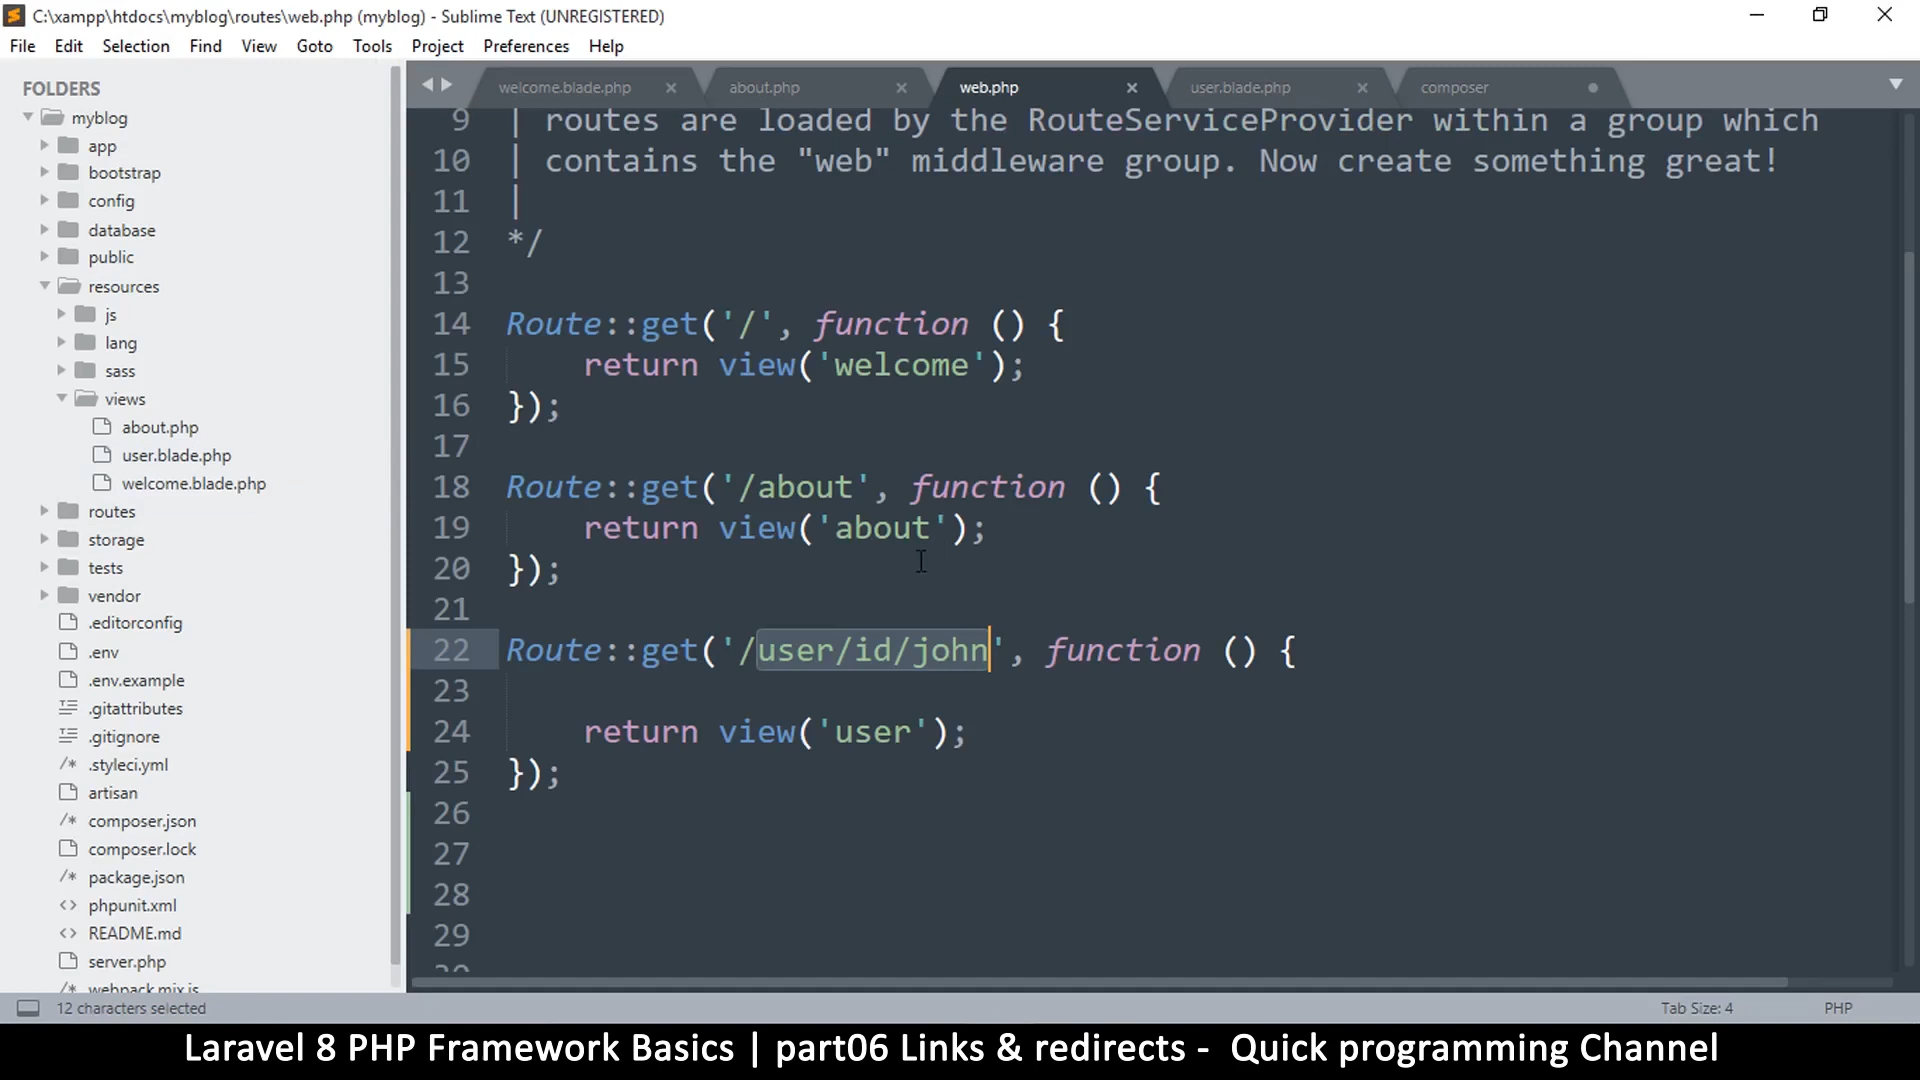 C:\xampp\htdocs\myblog\routes\web.php (myblog) - Sublime Text (UNREGISTERED)
File Edit Selection Find View Goto Tools Project Preferences Help
FOLDERS
myblog
app
bootstrap
config
database
public
resources
js
lang
sass
views
about.php
user.blade.php
welcome.blade.php
routes
storage
tests
vendor
.editorconfig
.env
.env.example
.gitattributes
.gitignore
.styleci.yml
artisan
composer.json
composer.lock
package.json
phpunit.xml
README.md
server.php
webpack.mix.js
welcome.blade.php about.php web.php user.blade.php composer
9 | routes are loaded by the RouteServiceProvider within a group which
10 | contains the "web" middleware group. Now create something great!
11 |
12 */
13
14 Route::get('/', function () {
15 return view('welcome');
16 });
17
18 Route::get('/about', function () {
19 return view('about');
20 });
21
22 Route::get('/user/id/john', function () {
23
24 return view('user');
25 });
26
27
28
29
30
12 characters selected Tab Size: 4 PHP
Laravel 8 PHP Framework Basics | part06 Links & redirects - Quick programming Channel